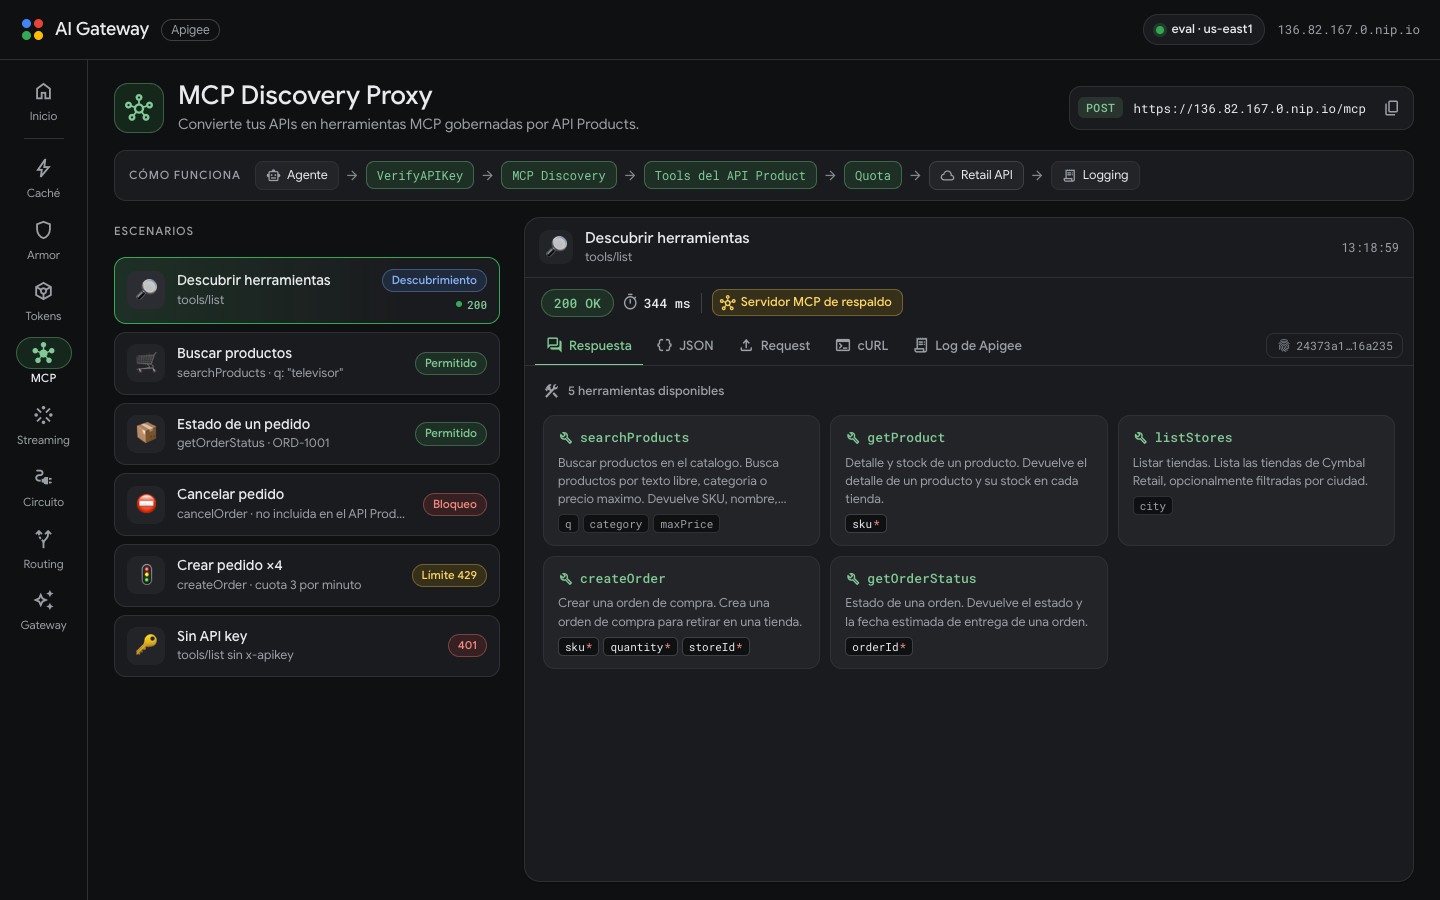 AI Gateway
Apigee
eval · us-east1
136.82.167.0.nip.io
Inicio
Caché
Armor
Tokens
MCP
Streaming
Circuito
Routing
Gateway
MCP Discovery Proxy
Convierte tus APIs en herramientas MCP gobernadas por API Products.
POST https://136.82.167.0.nip.io/mcp
CÓMO FUNCIONA
Agente → VerifyAPIKey → MCP Discovery → Tools del API Product → Quota → Retail API → Logging
ESCENARIOS
Descubrir herramientas
tools/list
Descubrimiento
200
Buscar productos
searchProducts · q: "televisor"
Permitido
Estado de un pedido
getOrderStatus · ORD-1001
Permitido
Cancelar pedido
cancelOrder · no incluida en el API Prod...
Bloqueo
Crear pedido ×4
createOrder · cuota 3 por minuto
Límite 429
Sin API key
tools/list sin x-apikey
401
Descubrir herramientas
tools/list
13:18:59
200 OK
344 ms
Servidor MCP de respaldo
Respuesta
JSON
Request
cURL
Log de Apigee
24373a1…16a235
5 herramientas disponibles
searchProducts
Buscar productos en el catalogo. Busca
productos por texto libre, categoria o
precio maximo. Devuelve SKU, nombre,...
q category maxPrice
getProduct
Detalle y stock de un producto. Devuelve el
detalle de un producto y su stock en cada
tienda.
sku*
listStores
Listar tiendas. Lista las tiendas de Cymbal
Retail, opcionalmente filtradas por ciudad.
city
createOrder
Crear una orden de compra. Crea una
orden de compra para retirar en una tienda.
sku* quantity* storeId*
getOrderStatus
Estado de una orden. Devuelve el estado y
la fecha estimada de entrega de una orden.
orderId*